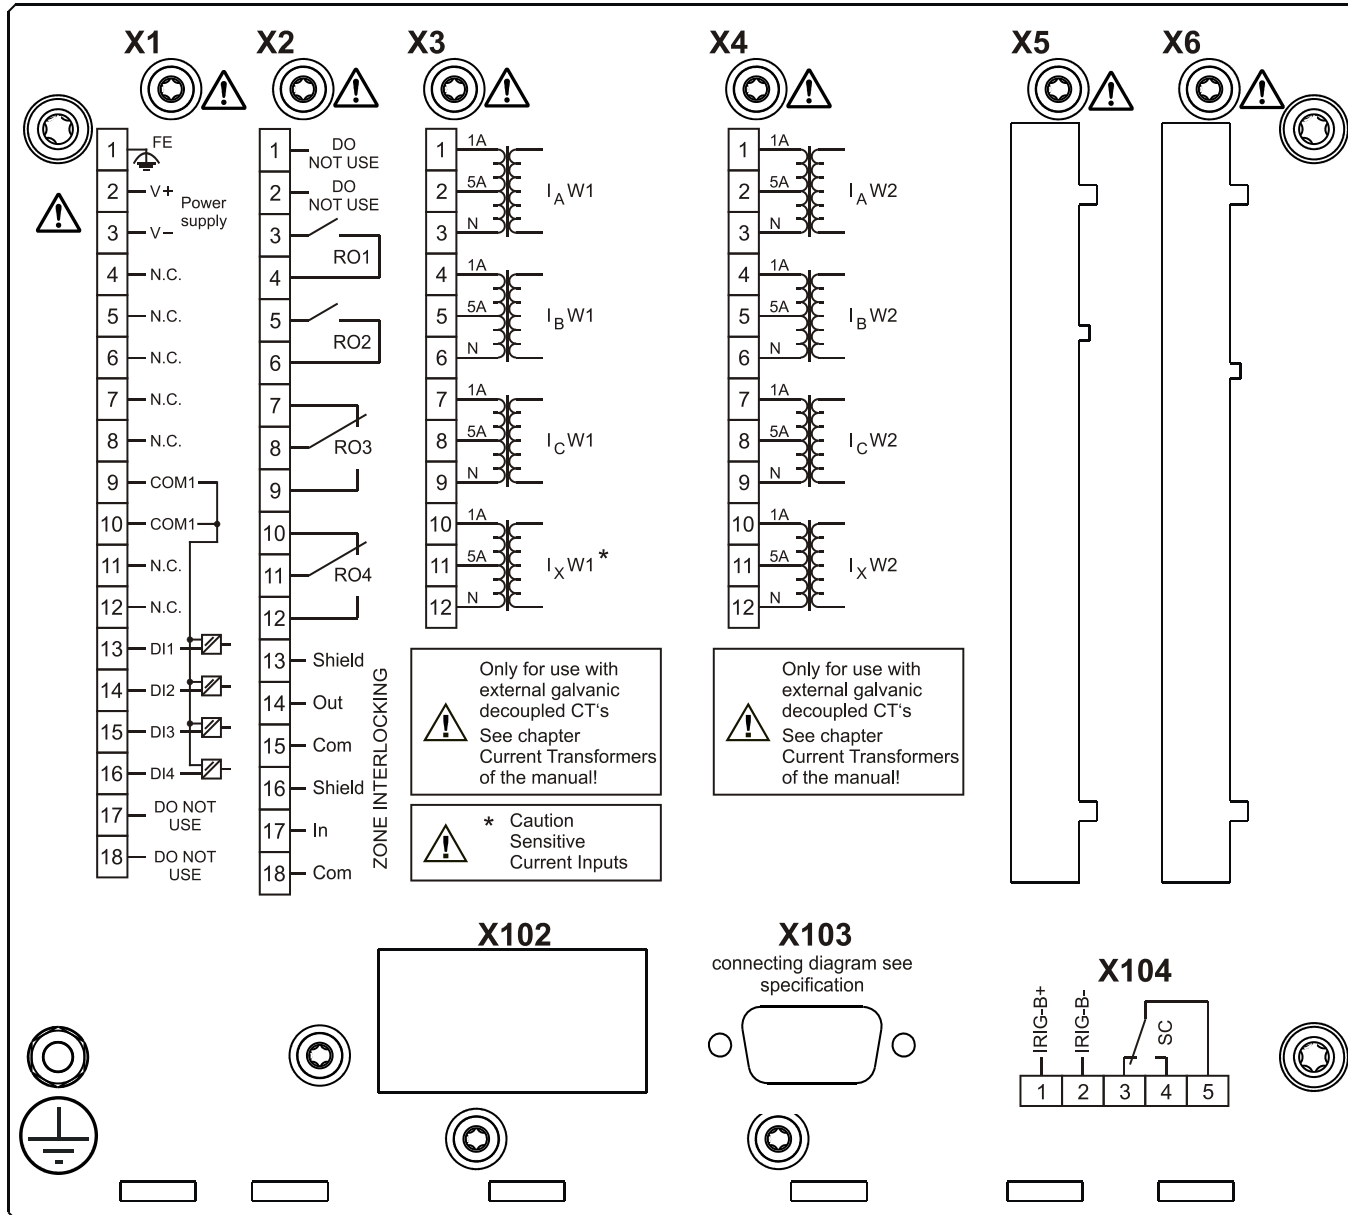 X1
X2
X3
X4
X5
X6
1 FE
2 V+
3 V−
Power
supply
4 N.C.
5 N.C.
6 N.C.
7 N.C.
8 N.C.
9 COM1
10 COM1
11 N.C.
12 N.C.
13 DI1
14 DI2
15 DI3
16 DI4
17 DO NOT
USE
18 DO NOT
USE
1 DO
NOT USE
2 DO
NOT USE
3
RO1
4
5
RO2
6
7
8 RO3
9
10
11 RO4
12
13 Shield
14 Out
15 Com
16 Shield
17 In
18 Com
ZONE INTERLOCKING
1 1A
2 5A IAW1
3 N
4 1A
5 5A IBW1
6 N
7 1A
8 5A ICW1
9 N
10 1A
11 5A IXW1 *
12 N
Only for use with
external galvanic
decoupled CT‘s
See chapter
Current Transformers
of the manual!
* Caution
Sensitive
Current Inputs
1 1A
2 5A IAW2
3 N
4 1A
5 5A IBW2
6 N
7 1A
8 5A ICW2
9 N
10 1A
11 5A IXW2
12 N
Only for use with
external galvanic
decoupled CT‘s
See chapter
Current Transformers
of the manual!
X102
X103
connecting diagram see
specification
X104
IRIG-B+
IRIG-B-
SC
1 2 3 4 5